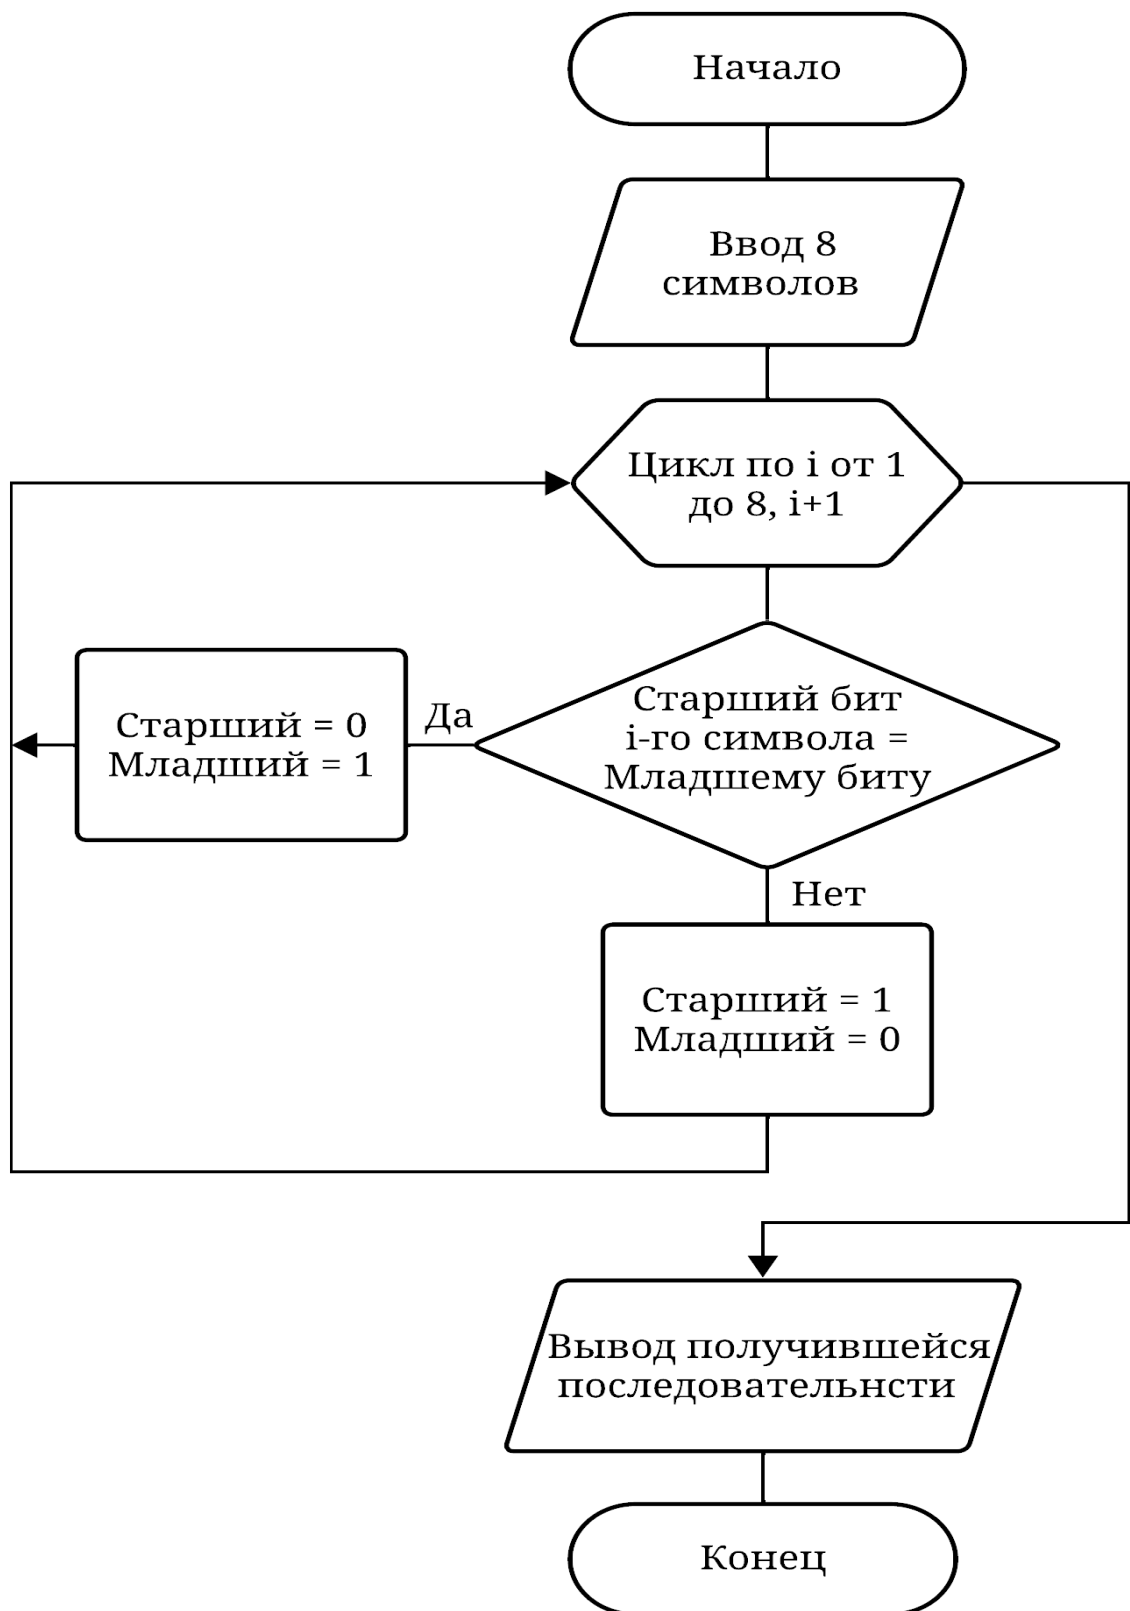 Начало
Ввод 8
символов
Цикл по i от 1
до 8, i+1
Старший бит
i-го символа =
Младшему биту
Да
Старший = 0
Младший = 1
Нет
Старший = 1
Младший = 0
Вывод получившейся
последовательнсти
Конец